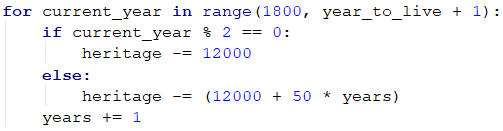 for current_year in range(1800, year_to_live + 1):
    if current_year % 2 == 0:
        heritage -= 12000
    else:
        heritage -= (12000 + 50 * years)
    years += 1